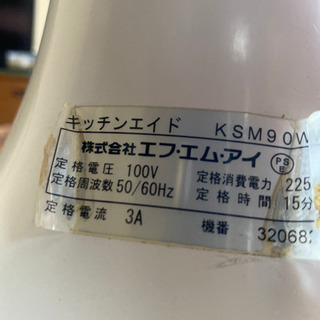 キッチンエイド KSM90W
株式会社エフ・エム・アイ PSE
定格電圧 100V 定格消費電力 225
定格周波数 50/60Hz 定格時間 15分
定格電流 3A 機番 32068